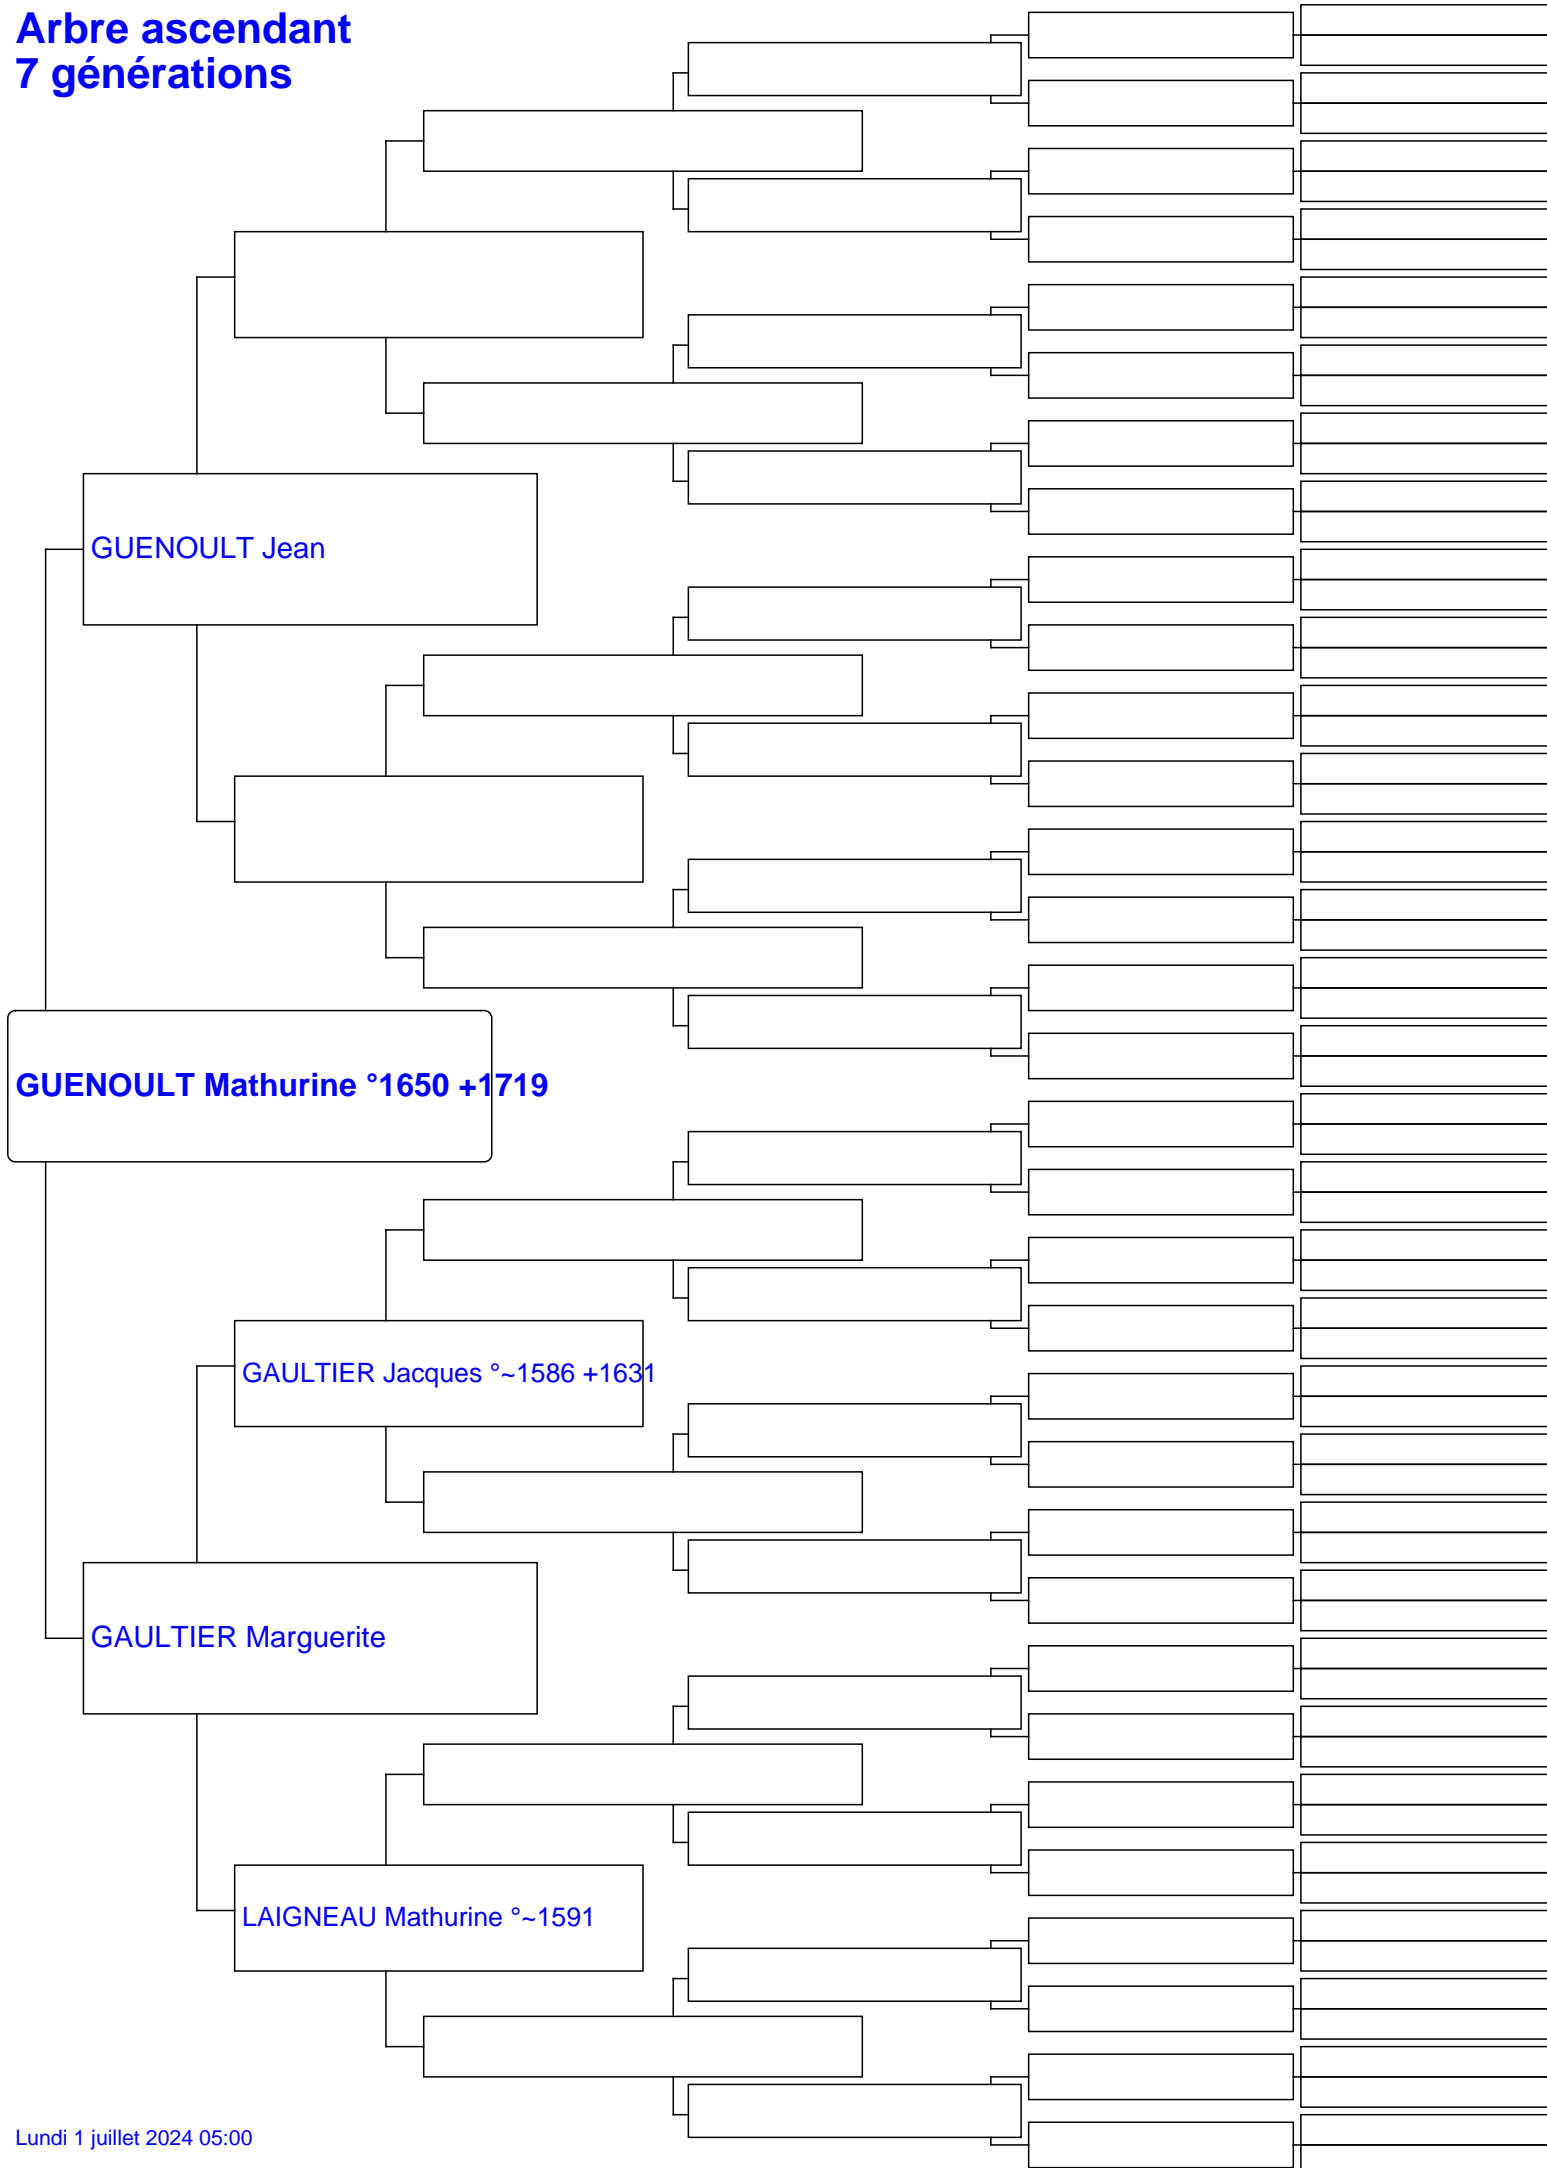 Arbre ascendant
7 générations
GUENOULT Jean
GUENOULT Mathurine °1650 +1719
GAULTIER Jacques °~1586 +1631
GAULTIER Marguerite
LAIGNEAU Mathurine °~1591
Lundi 1 juillet 2024 05:00